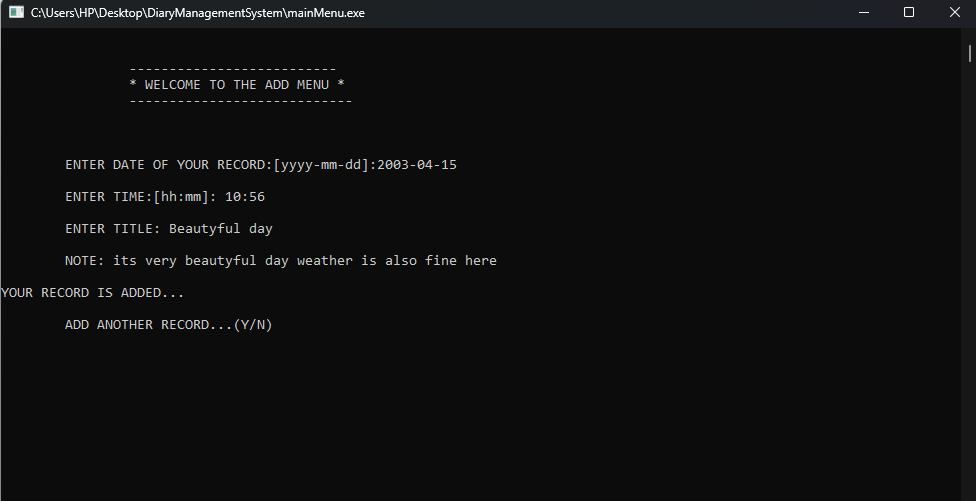 C:\Users\HP\Desktop\DiaryManagementSystem\mainMenu.exe
--------------------------
* WELCOME TO THE ADD MENU *
----------------------------
ENTER DATE OF YOUR RECORD:[yyyy-mm-dd]:2003-04-15
ENTER TIME:[hh:mm]: 10:56
ENTER TITLE: Beautyful day
NOTE: its very beautyful day weather is also fine here
YOUR RECORD IS ADDED...
ADD ANOTHER RECORD...(Y/N)